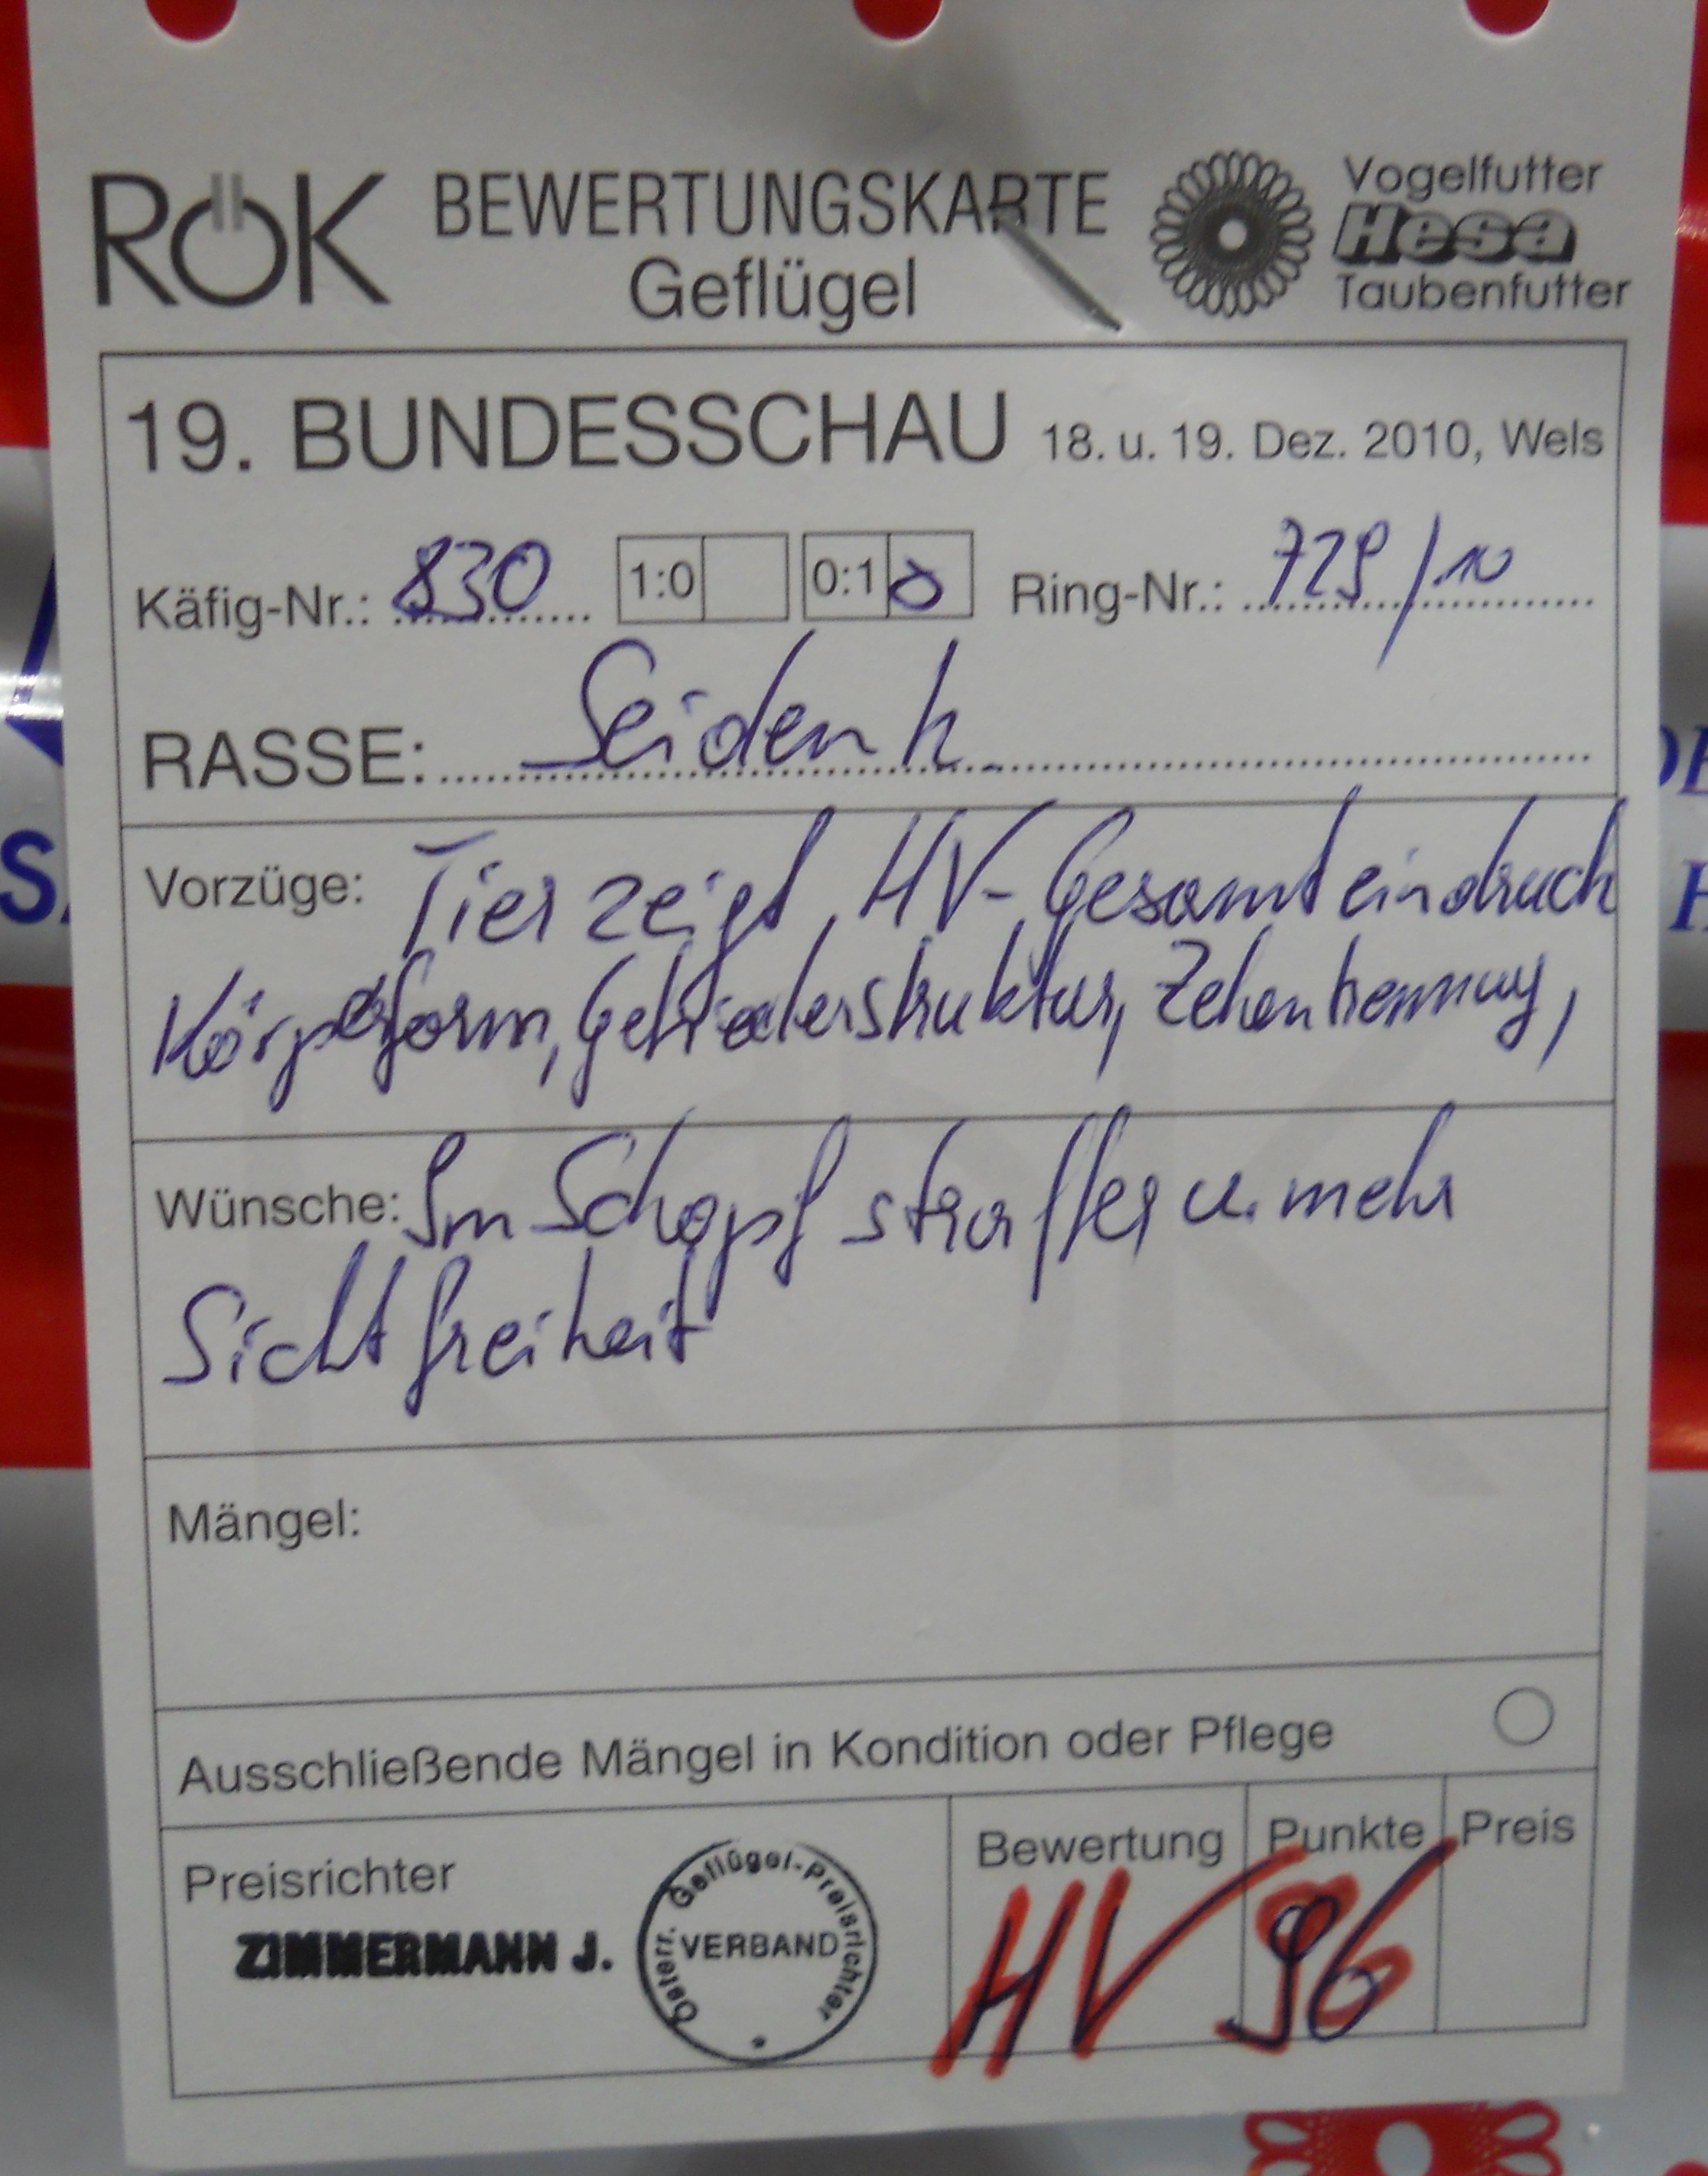 RÖK BEWERTUNGSKARTE
Geflügel
Vogelfutter
Hesa
Taubenfutter
19. BUNDESSCHAU 18. u. 19. Dez. 2010, Wels
Käfig-Nr.: 830 1:0 0:1 Ring-Nr.: 729/10
RASSE: Seidenh.
Vorzüge: Tier zeigt HV-Gesamteindruck
Körperform, Gefiederstruktur, Zehentrennung,
Wünsche: Im Schopf straffer u. mehr
Sichtfreiheit
Mängel:
Ausschließende Mängel in Kondition oder Pflege
Preisrichter
ZIMMERMANN J.
Österr. Geflügel-Preisrichter
VERBAND
Bewertung Punkte Preis
HV 96